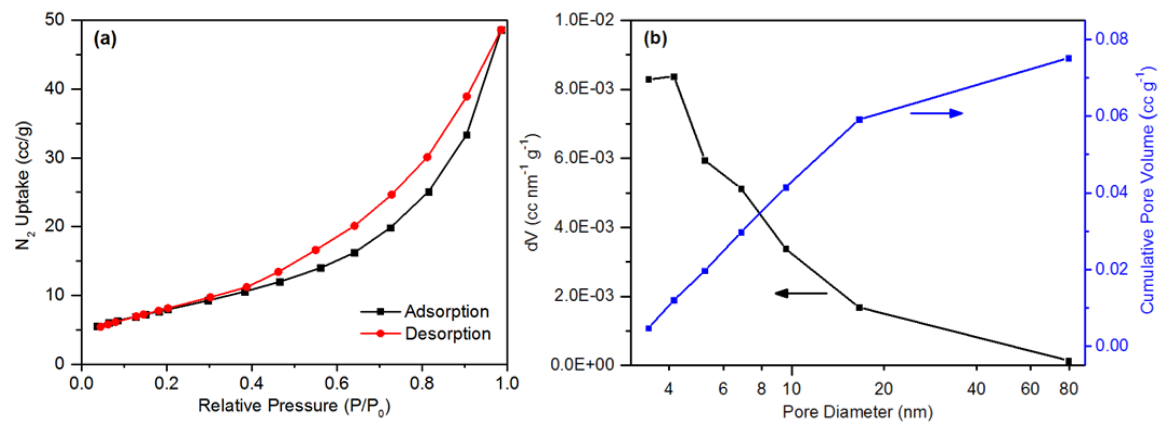 (a)
50
40
30
20
10
0
N₂ Uptake (cc/g)
0.0 0.2 0.4 0.6 0.8 1.0
Relative Pressure (P/P₀)
Adsorption
Desorption
(b)
1.0E-02
8.0E-03
6.0E-03
4.0E-03
2.0E-03
0.0E+00
dV (cc nm⁻¹ g⁻¹)
4 6 8 10 20 40 60 80
Pore Diameter (nm)
0.08
0.06
0.04
0.02
0.00
Cumulative Pore Volume (cc g⁻¹)